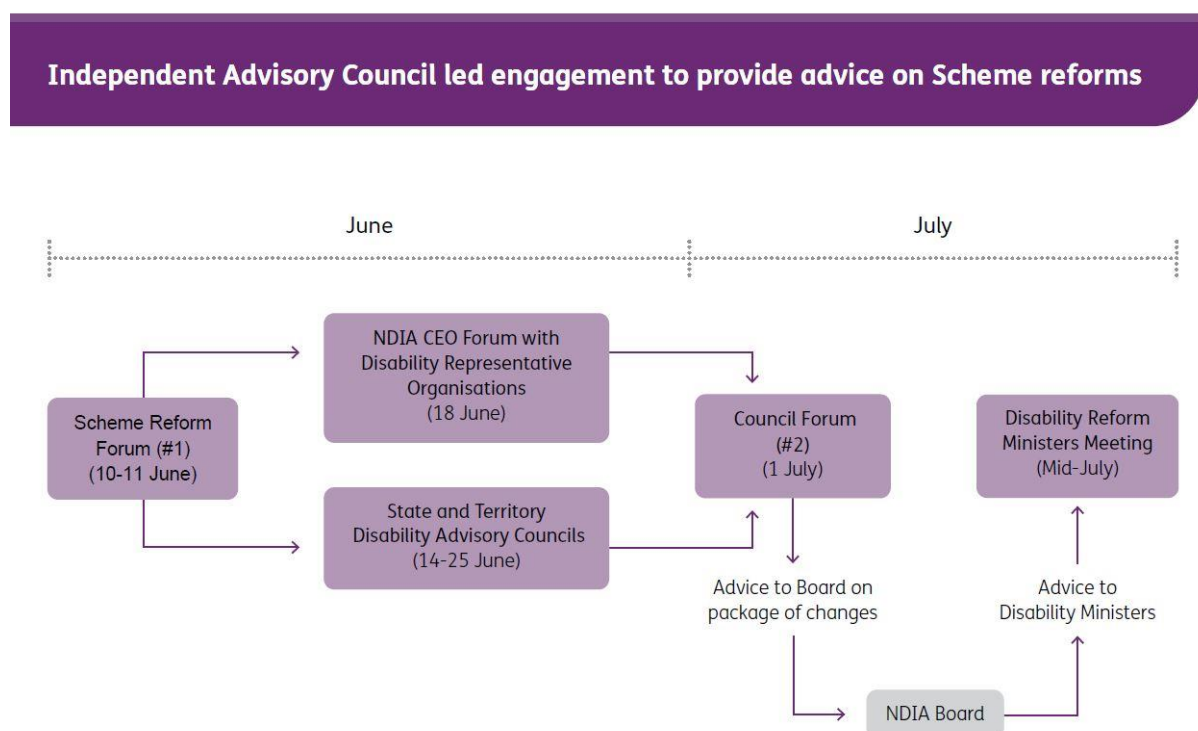 Independent Advisory Council led engagement to provide advice on Scheme reforms
June
July
Scheme Reform
Forum (#1)
(10-11 June)
NDIA CEO Forum with
Disability Representative
Organisations
(18 June)
State and Territory
Disability Advisory Councils
(14-25 June)
Council Forum
(#2)
(1 July)
Disability Reform
Ministers Meeting
(Mid-July)
Advice to Board on
package of changes
Advice to
Disability Ministers
NDIA Board